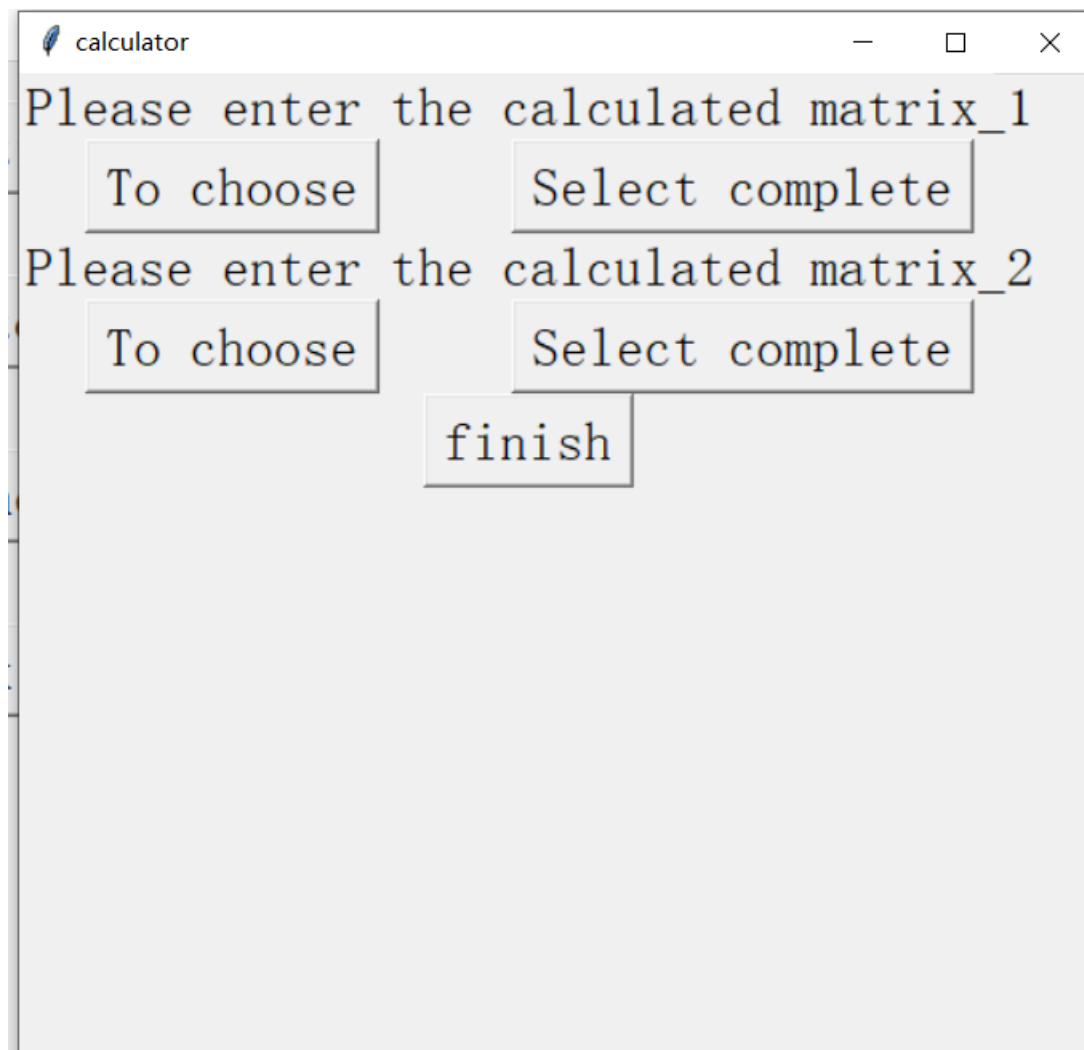 calculator
Please enter the calculated matrix_1
To choose Select complete
Please enter the calculated matrix_2
To choose Select complete
finish